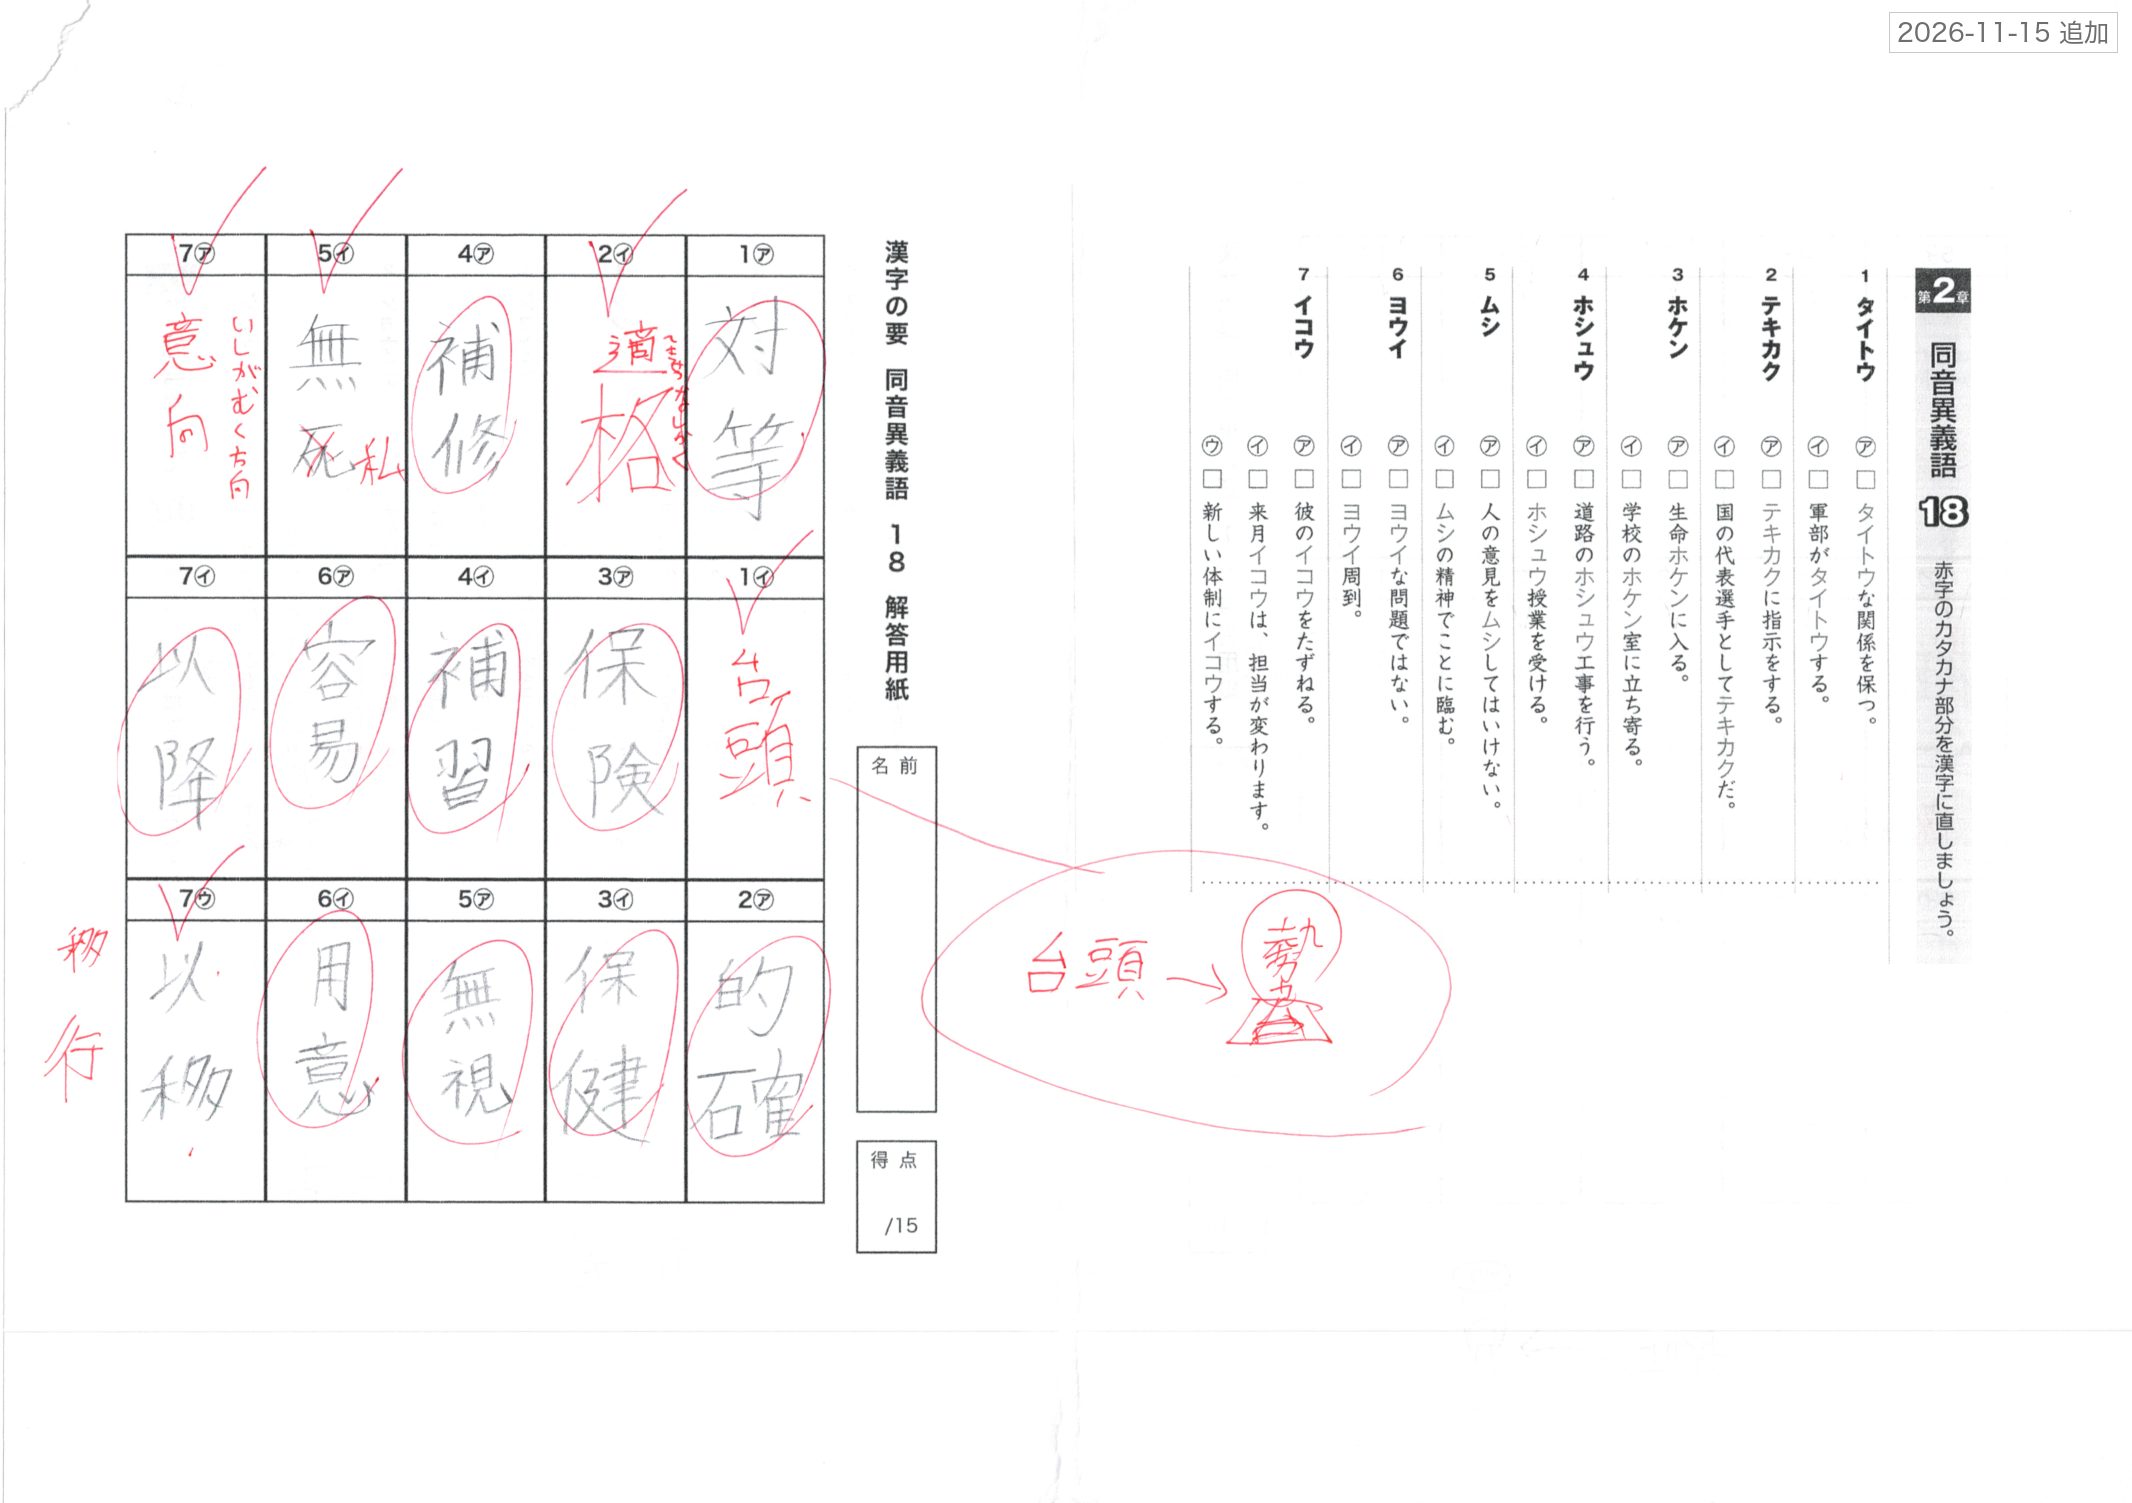 2026-11-15 追加
第2章 同音異義語 18 赤字のカタカナ部分を漢字に直しましょう。
1 タイトウ
㋐ □ タイトウな関係を保つ。
㋑ □ 軍部がタイトウする。
2 テキカク
㋐ □ テキカクに指示をする。
㋑ □ 国の代表選手としてテキカクだ。
3 ホケン
㋐ □ 生命ホケンに入る。
㋑ □ 学校のホケン室に立ち寄る。
4 ホシュウ
㋐ □ 道路のホシュウ工事を行う。
㋑ □ ホシュウ授業を受ける。
5 ムシ
㋐ □ 人の意見をムシしてはいけない。
㋑ □ ムシの精神でことに臨む。
6 ヨウイ
㋐ □ ヨウイな問題ではない。
㋑ □ ヨウイ周到。
7 イコウ
㋐ □ 彼のイコウをたずねる。
㋑ □ 来月イコウは、担当が変わります。
㋒ □ 新しい体制にイコウする。
台頭→
勢力
漢字の要 同音異義語 18 解答用紙
名前
得点
/15
1㋐
対等
1㋑
台頭
2㋐
的確
2㋑
適格
3㋐
保険
3㋑
保健
4㋐
補修
4㋑
補習
5㋐
無視
5㋑
無死
私
6㋐
容易
6㋑
用意
7㋐
意向
いしがむく方向
7㋑
以降
7㋒
以移
移行